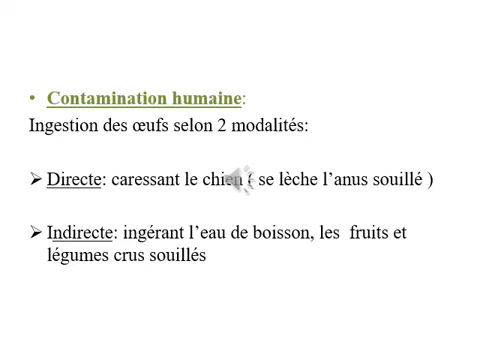 • Contamination humaine:
Ingestion des œufs selon 2 modalités:
➢ Directe: caressant le chien ( se lèche l’anus souillé )
➢ Indirecte: ingérant l’eau de boisson, les fruits et
légumes crus souillés